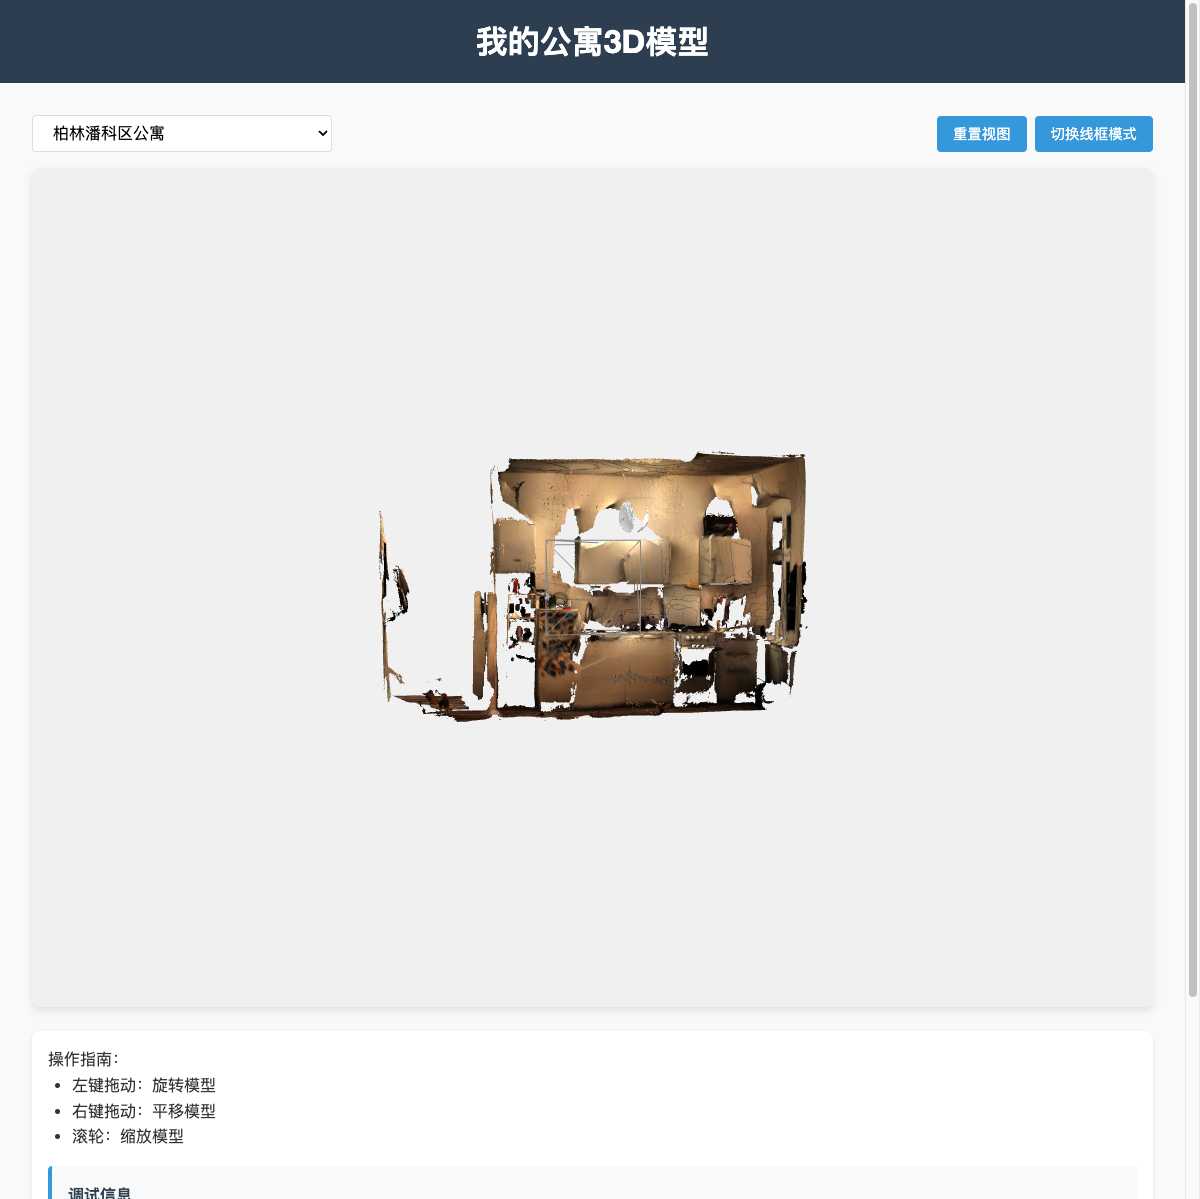 我的公寓3D模型
柏林潘科区公寓
重置视图
切换线框模式
操作指南：
左键拖动：旋转模型
右键拖动：平移模型
滚轮：缩放模型
调试信息